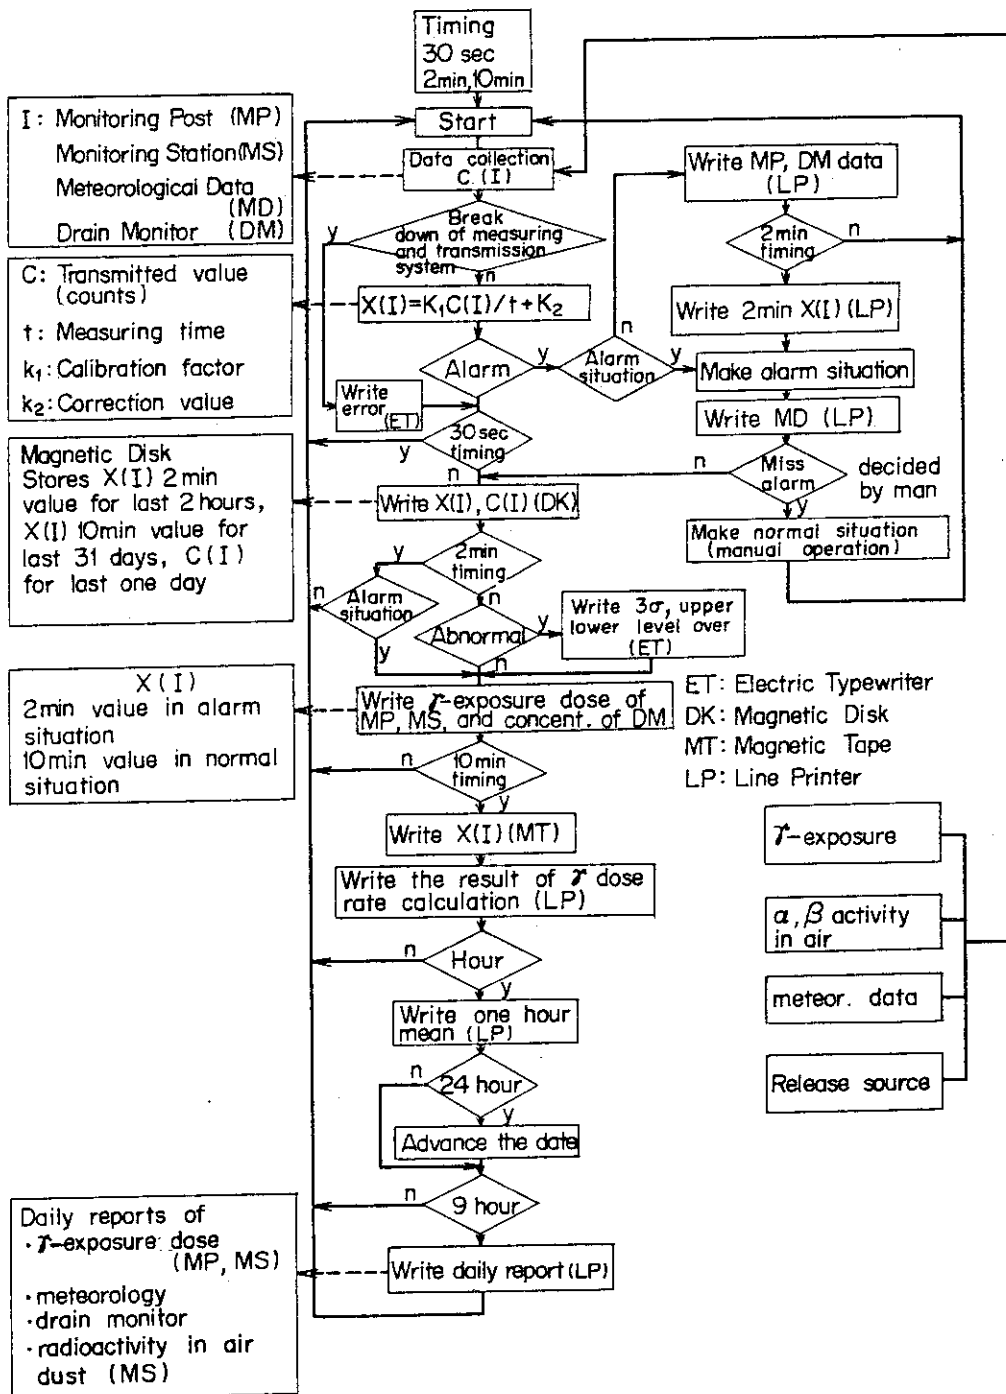 Timing
30 sec
2min,10min
Start
Data collection
C (I)
I: Monitoring Post (MP)
Monitoring Station(MS)
Meteorological Data
(MD)
Drain Monitor (DM)
Break
down of measuring
and transmission
system
y
n
C: Transmitted value
(counts)
t: Measuring time
k₁: Calibration factor
k₂: Correction value
X(I)=K₁C(I)/t+K₂
Alarm
y
Alarm
situation
n
y
Write MP, DM data
(LP)
2min
timing
n
y
Write 2min X(I)(LP)
Make alarm situation
Write MD (LP)
Miss
alarm
n
y
decided
by man
Make normal situation
(manual operation)
Write
error
(ET)
30sec
timing
y
n
Magnetic Disk
Stores X(I) 2min
value for last 2hours,
X(I) 10min value for
last 31 days, C(I)
for last one day
Write X(I), C(I)(DK)
2min
timing
y
n
Alarm
situation
n
y
Abnormal
y
n
Write 3σ, upper
lower level over
(ET)
X(I)
2min value in alarm
situation
10min value in normal
situation
Write γ-exposure dose of
MP, MS, and concent. of DM
ET: Electric Typewriter
DK: Magnetic Disk
MT: Magnetic Tape
LP: Line Printer
10min
timing
n
y
Write X(I)(MT)
Write the result of γ dose
rate calculation (LP)
Hour
n
y
Write one hour
mean (LP)
24 hour
n
y
Advance the date
9 hour
n
Write daily report(LP)
γ-exposure
α, β activity
in air
meteor. data
Release source
Daily reports of
·γ-exposure dose
(MP, MS)
·meteorology
·drain monitor
·radioactivity in air
dust (MS)